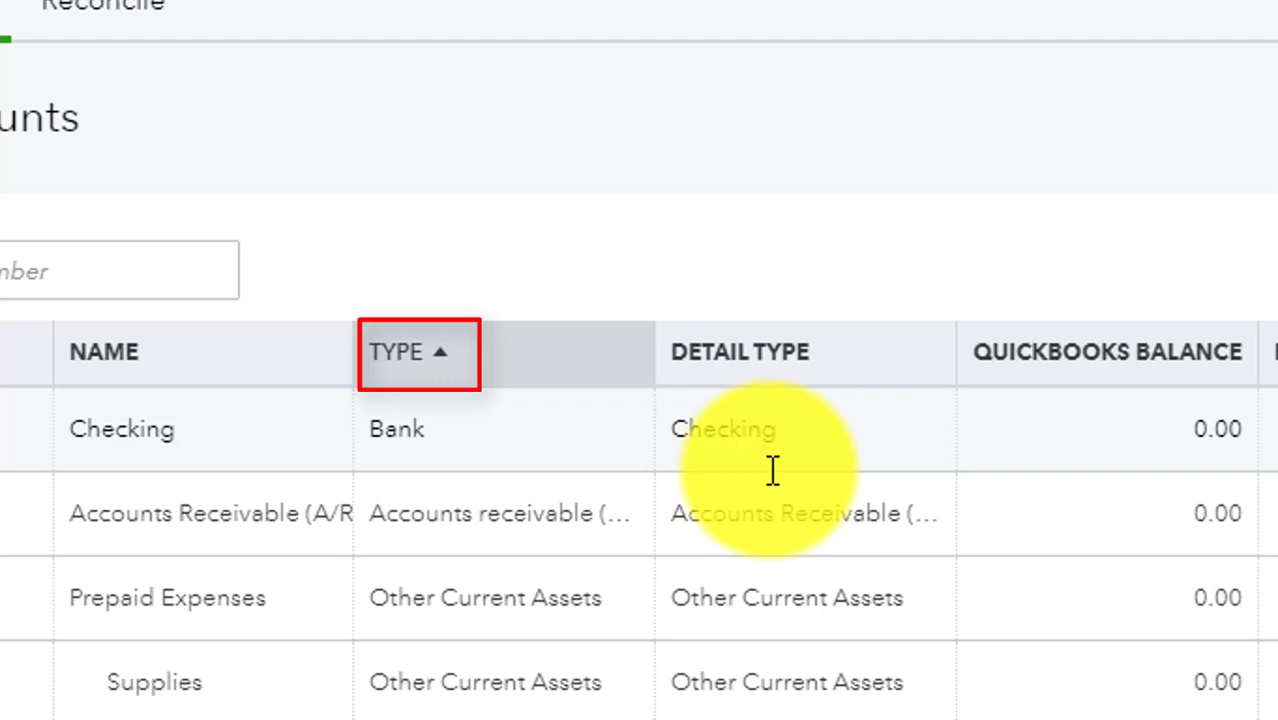 Reconcile
unts
mber
NAME TYPE DETAIL TYPE QUICKBOOKS BALANCE
Checking Bank Checking 0.00
Accounts Receivable (A/R Accounts receivable (... Accounts Receivable (... 0.00
Prepaid Expenses Other Current Assets Other Current Assets 0.00
Supplies Other Current Assets Other Current Assets 0.00